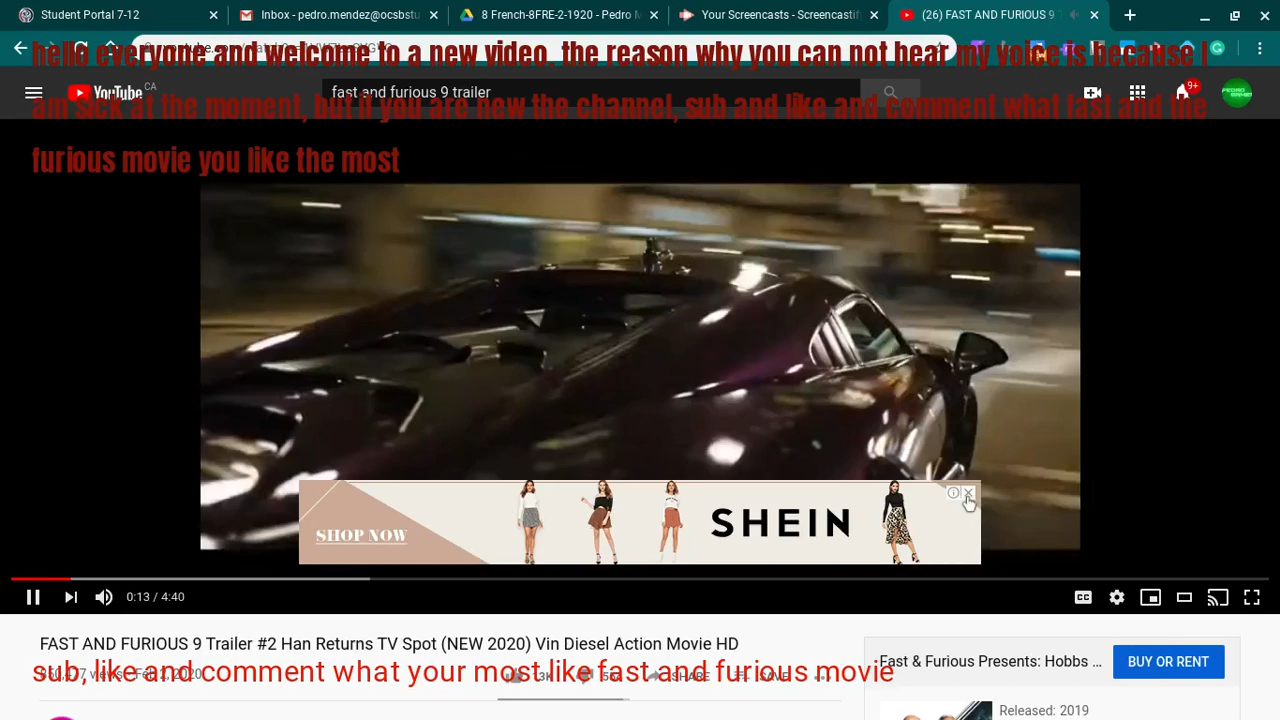 Student Portal 7-12
Inbox - pedro.mendez@ocsbstu
8 French-8FRE-2-1920 - Pedro M
Your Screencasts - Screencastif
(26) FAST AND FURIOUS 9
hello everyone and welcome to a new video. the reason why you can not hear my voice is because I
YouTube CA
fast and furious 9 trailer
9+
am sick at the moment, but if you are new the channel, sub and like and comment what fast and the
furious movie you like the most
SHOP NOW
SHEIN
0:13 / 4:40
FAST AND FURIOUS 9 Trailer #2 Han Returns TV Spot (NEW 2020) Vin Diesel Action Movie HD
Fast & Furious Presents: Hobbs ...
BUY OR RENT
sub, like and comment what your most like fast and furious movie
SHARE
Released: 2019